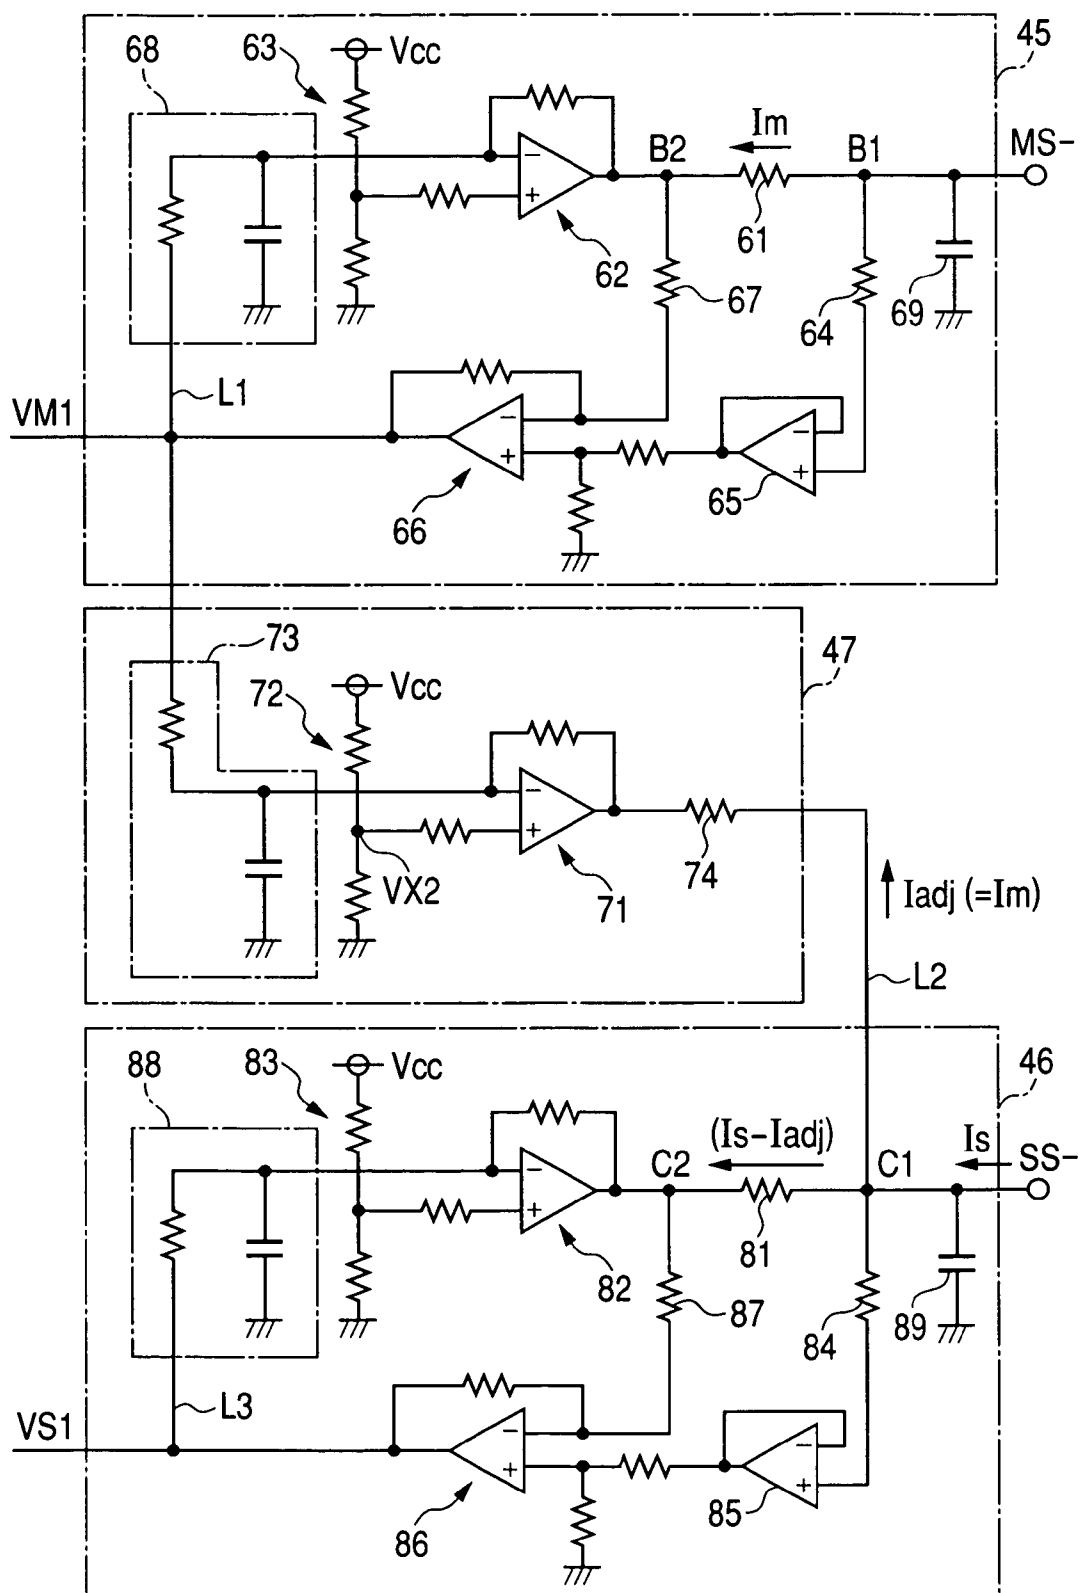 68
63
Vcc
45
Im
B2
B1
MS-
−
+
61
62
67
64
69
L1
VM1
−
+
−
+
66
65
73
72
Vcc
47
−
+
VX2
71
74
Iadj (=Im)
L2
88
83
Vcc
46
(Is−Iadj)
Is
SS-
C2
C1
−
+
81
82
87
84
89
L3
VS1
−
+
−
+
86
85